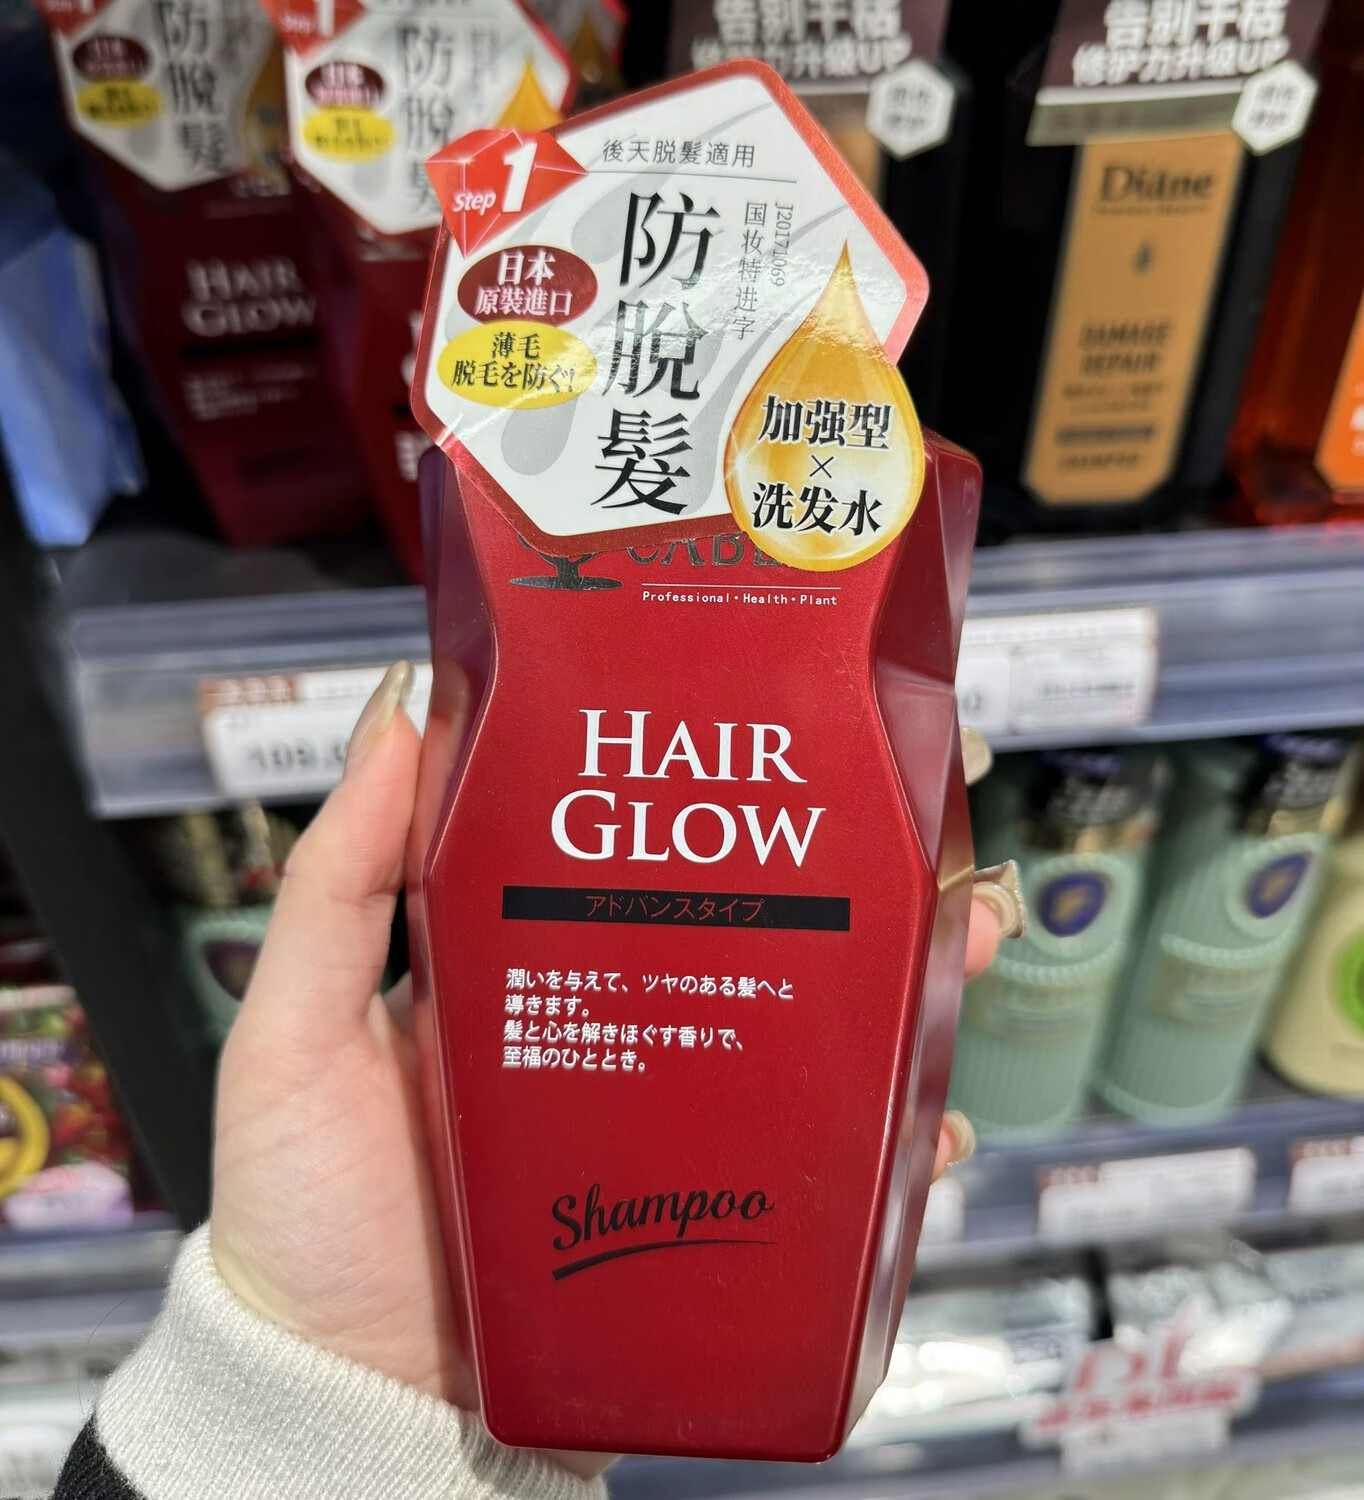 Step 1
後天脱髮適用
防脫髮
国妆特进字
J20171069
日本
原裝進口
薄毛
脱毛を防ぐ!
加强型
×
洗发水
Professional・Health・Plant
HAIR
GLOW
アドバンスタイプ
潤いを与えて、ツヤのある髪へと
導きます。
髪と心を解きほぐす香りで、
至福のひととき。
Shampoo
防脫髮
HAIR
GLOW
告别干枯
修护力升级UP
Diane
DAMAGE
REPAIR